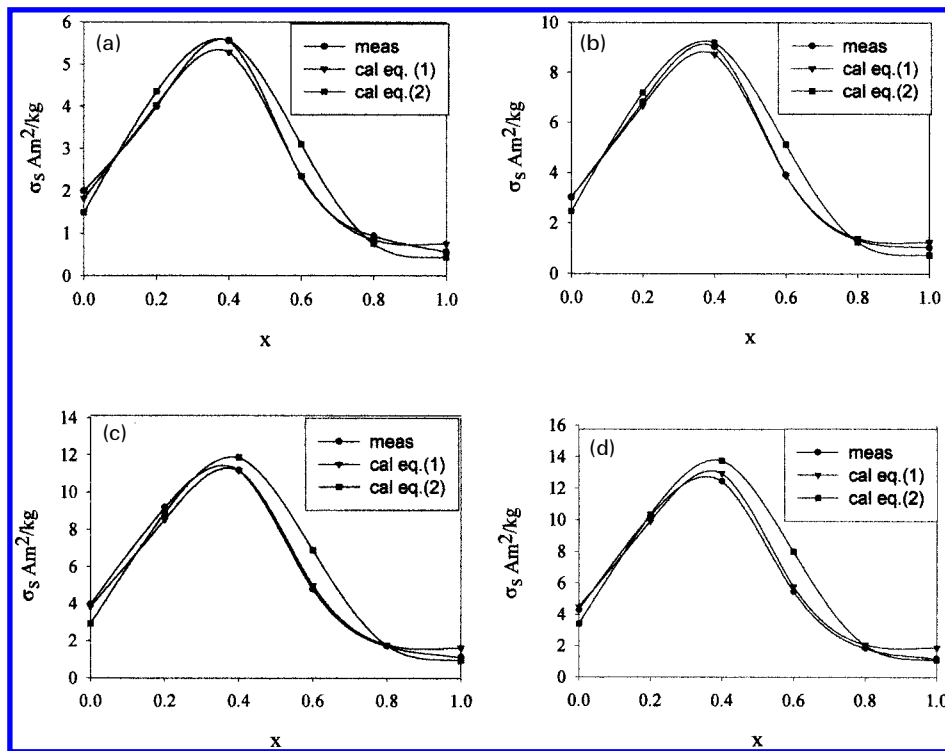 (a)
meas
cal eq. (1)
cal eq.(2)
σS Am²/kg
6
5
4
3
2
1
0
0.0 0.2 0.4 0.6 0.8 1.0
x
(b)
meas
cal eq.(1)
cal eq.(2)
σS Am²/kg
10
8
6
4
2
0
0.0 0.2 0.4 0.6 0.8 1.0
x
(c)
meas
cal eq.(1)
cal eq.(2)
σS Am²/kg
14
12
10
8
6
4
2
0
0.0 0.2 0.4 0.6 0.8 1.0
x
(d)
meas
cal eq.(1)
cal eq.(2)
σS Am²/kg
16
14
12
10
8
6
4
2
0
0.0 0.2 0.4 0.6 0.8 1.0
x